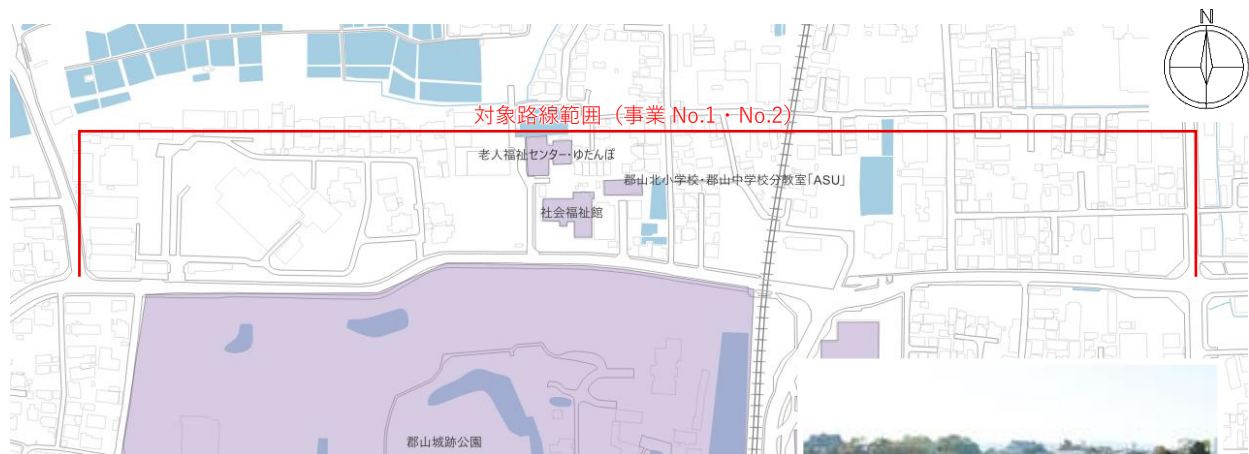 N
対象路線範囲（事業 No.1・No.2）
老人福祉センター・ゆだんぽ
郡山北小学校・郡山中学校分教室「ASU」
社会福祉館
郡山城跡公園